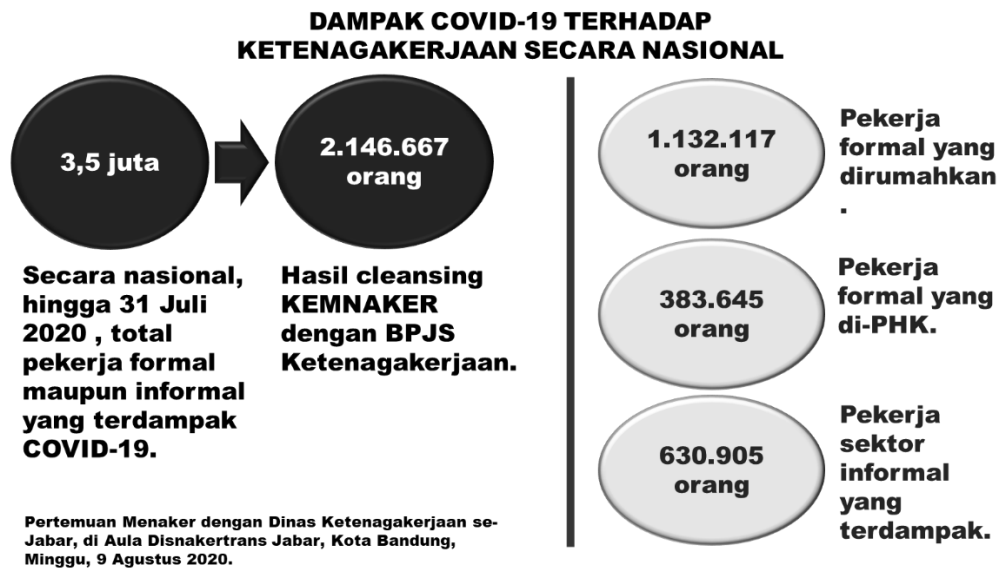 DAMPAK COVID-19 TERHADAP
KETENAGAKERJAAN SECARA NASIONAL
3,5 juta
2.146.667
orang
Secara nasional,
hingga 31 Juli
2020 , total
pekerja formal
maupun informal
yang terdampak
COVID-19.
Hasil cleansing
KEMNAKER
dengan BPJS
Ketenagakerjaan.
1.132.117
orang
Pekerja
formal yang
dirumahkan
.
383.645
orang
Pekerja
formal yang
di-PHK.
630.905
orang
Pekerja
sektor
informal
yang
terdampak.
Pertemuan Menaker dengan Dinas Ketenagakerjaan se-
Jabar, di Aula Disnakertrans Jabar, Kota Bandung,
Minggu, 9 Agustus 2020.